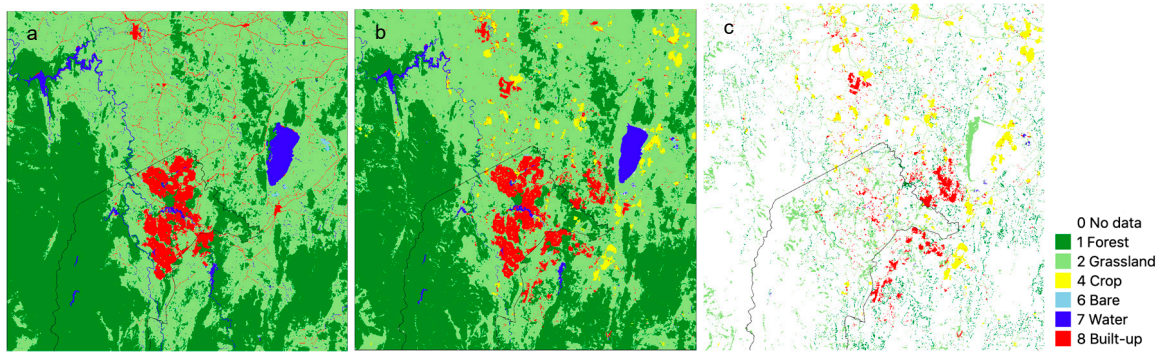 a
b
c
0 No data
1 Forest
2 Grassland
4 Crop
6 Bare
7 Water
8 Built-up